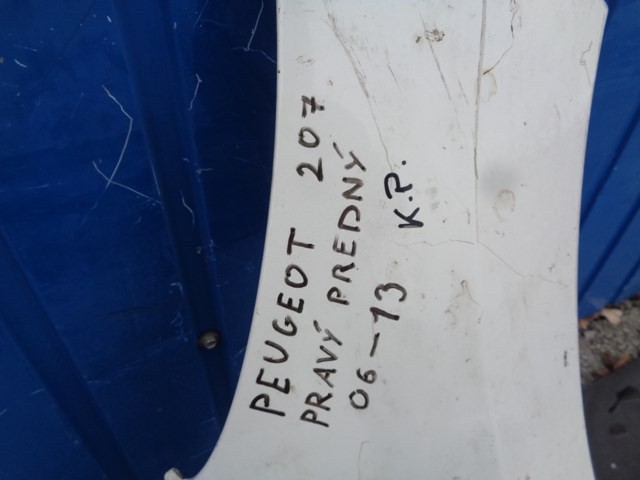 PEUGEOT 207
PRAVÝ PREDNÝ
06-13 K.P.